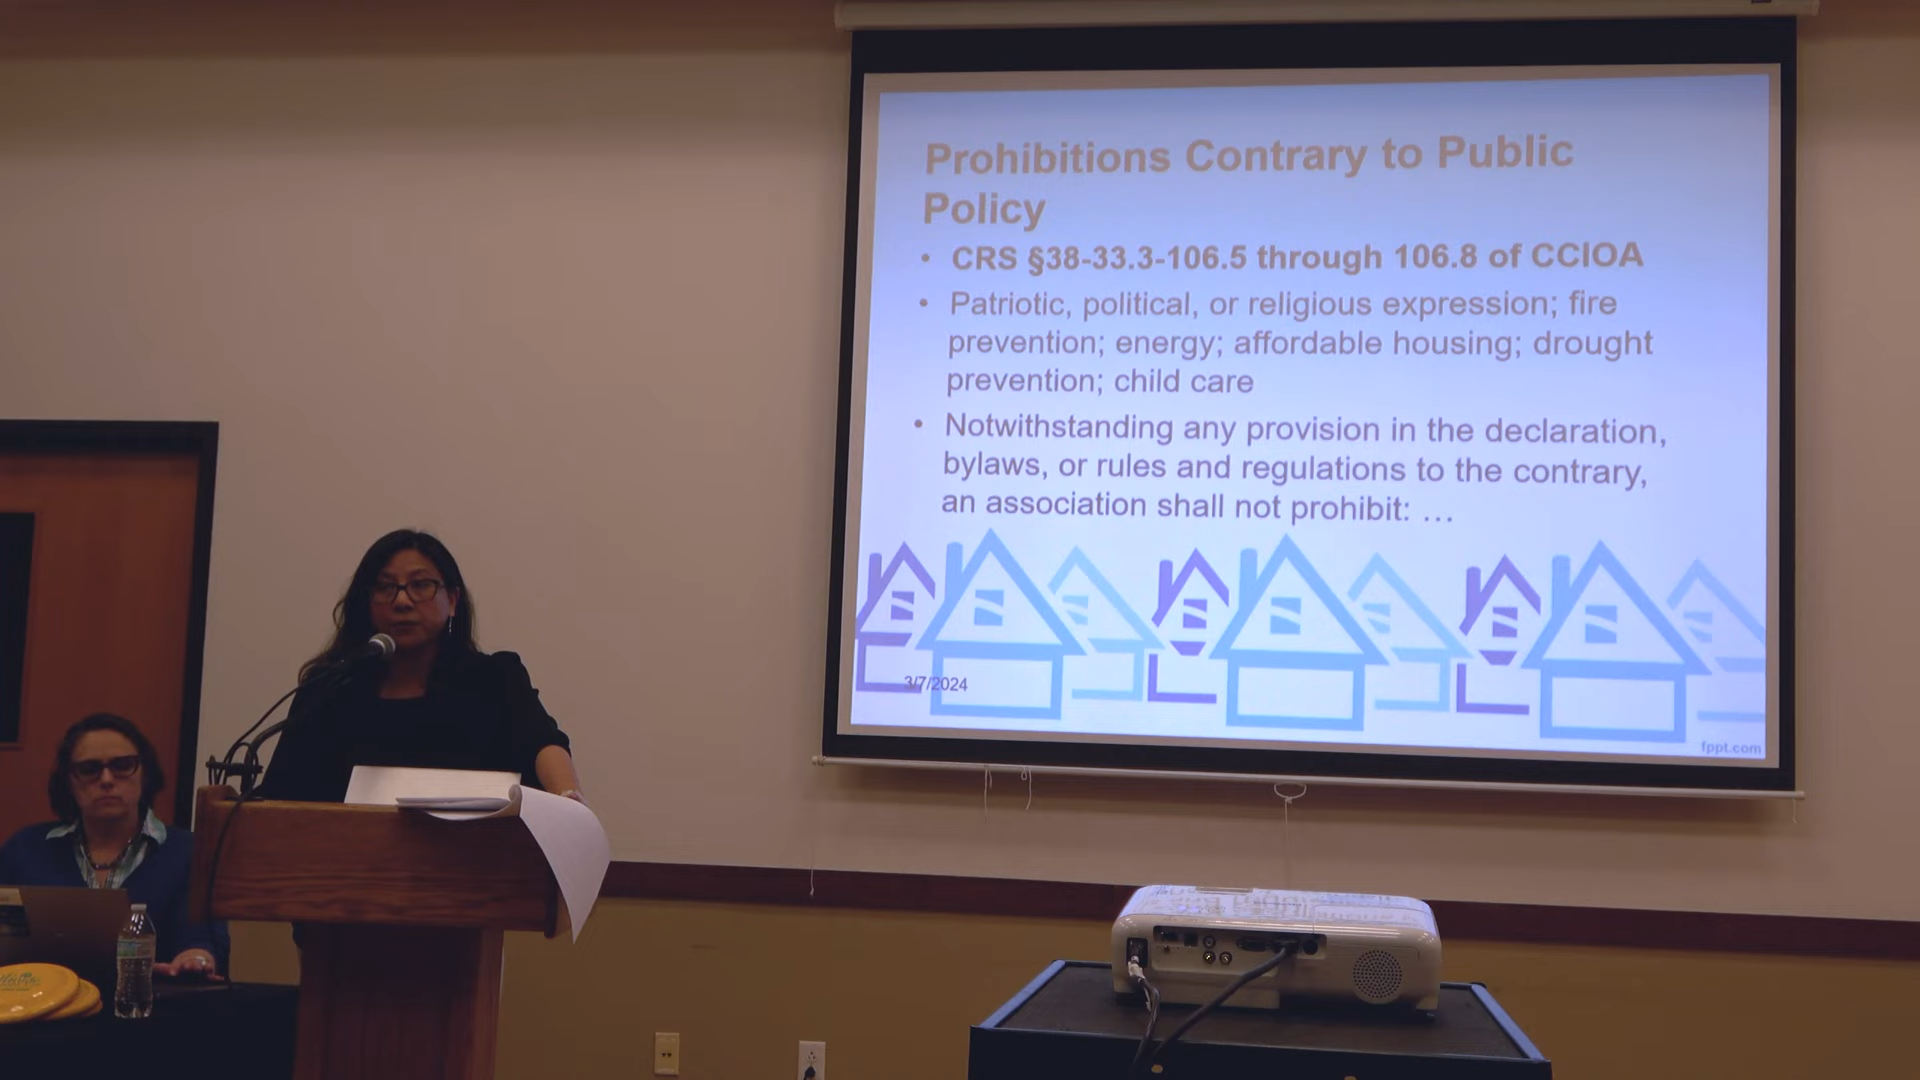 Prohibitions Contrary to Public
Policy
• CRS §38-33.3-106.5 through 106.8 of CCIOA
• Patriotic, political, or religious expression; fire
prevention; energy; affordable housing; drought
prevention; child care
• Notwithstanding any provision in the declaration,
bylaws, or rules and regulations to the contrary,
an association shall not prohibit: …
3/7/2024
fppt.com